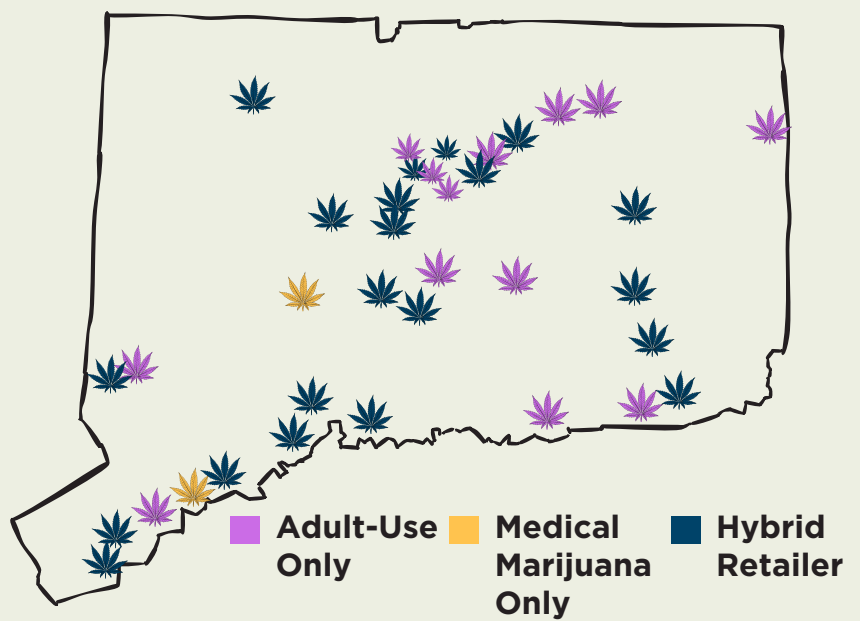 Adult-Use
Only
Medical
Marijuana
Only
Hybrid
Retailer